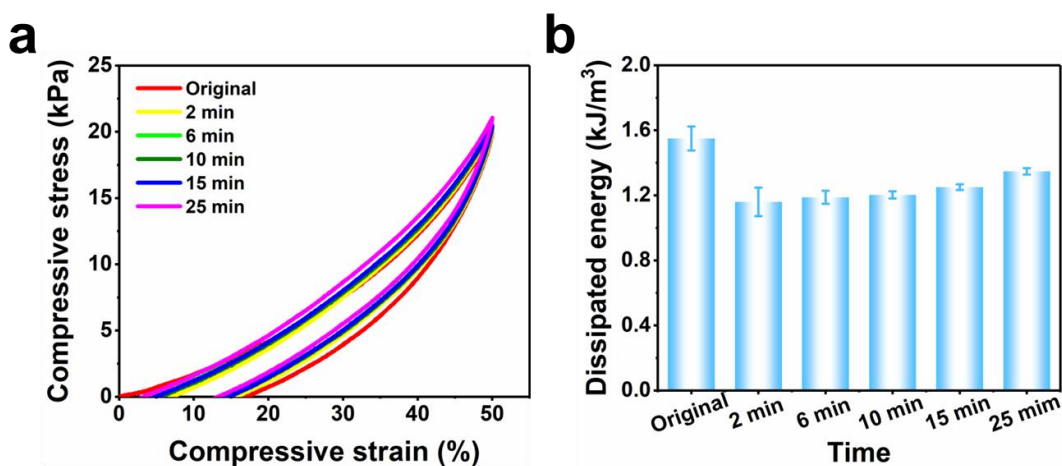 a
25
20
15
10
5
0
0 10 20 30 40 50
Compressive stress (kPa)
Compressive strain (%)
Original
2 min
6 min
10 min
15 min
25 min
b
2.0
1.6
1.2
0.8
0.4
0.0
Dissipated energy (kJ/m³)
Original 2 min 6 min 10 min 15 min 25 mim
Time